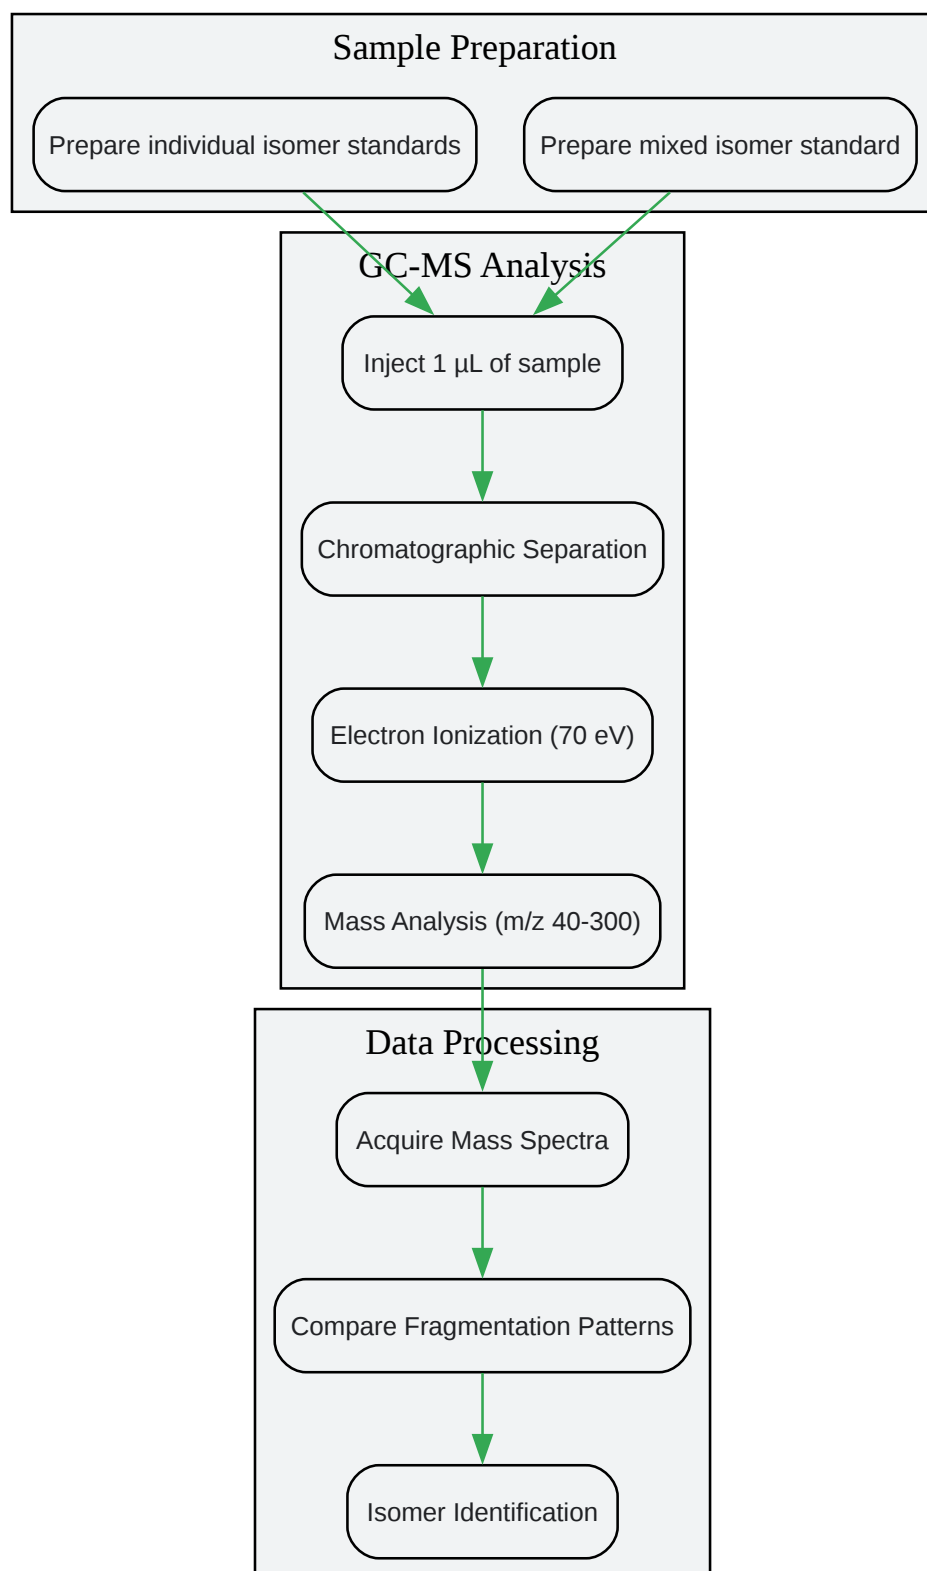 Sample Preparation
Prepare individual isomer standards
Prepare mixed isomer standard
GC-MS Analysis
Inject 1 µL of sample
Chromatographic Separation
Electron Ionization (70 eV)
Mass Analysis (m/z 40-300)
Data Processing
Acquire Mass Spectra
Compare Fragmentation Patterns
Isomer Identification